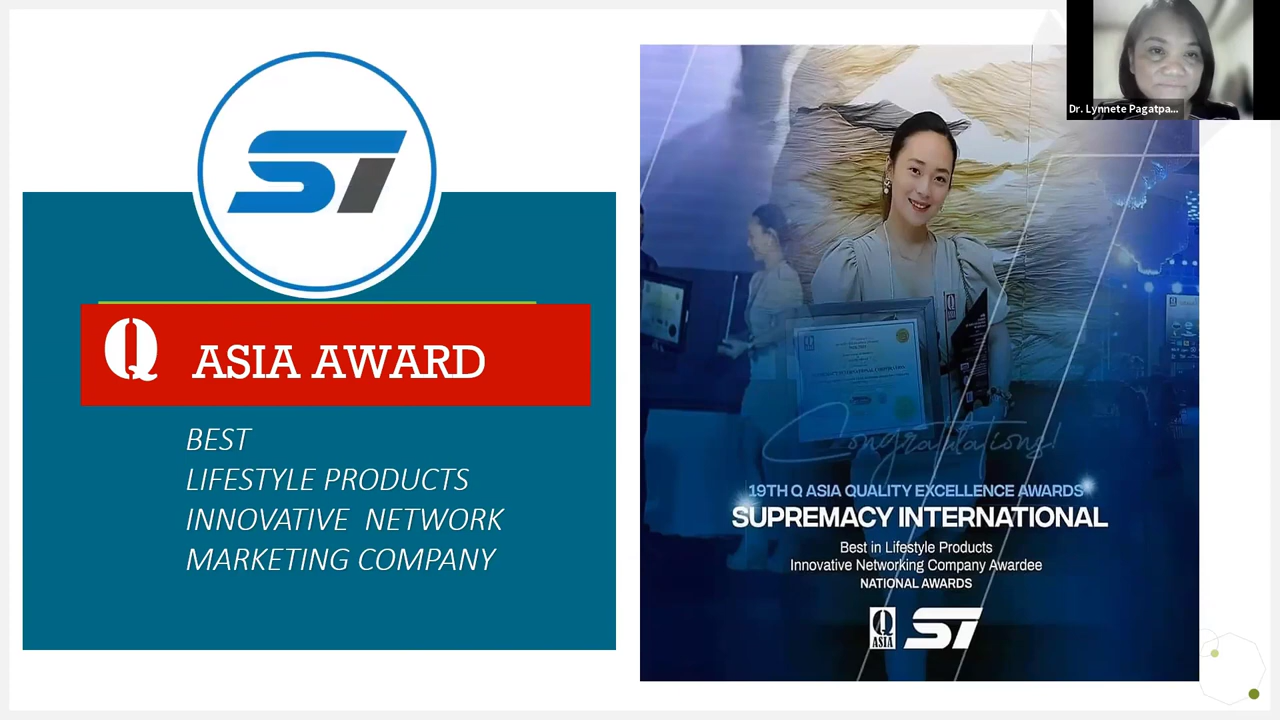 ST
Q ASIA AWARD
BEST
LIFESTYLE PRODUCTS
INNOVATIVE NETWORK
MARKETING COMPANY
Dr. Lynnete Pagatpa...
Congratulations!
19TH Q ASIA QUALITY EXCELLENCE AWARDS
SUPREMACY INTERNATIONAL
Best in Lifestyle Products
Innovative Networking Company Awardee
NATIONAL AWARDS
Q ASIA ST